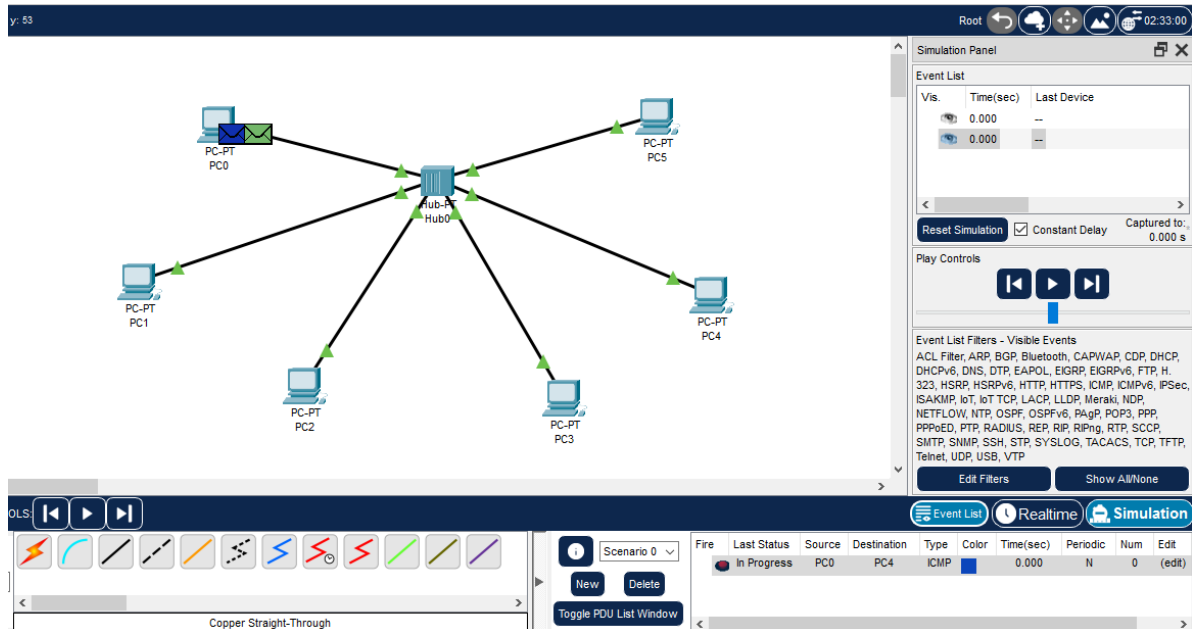 y: 53
Root
02:33:00
Simulation Panel
Event List
Vis. Time(sec) Last Device
0.000 --
0.000 --
Reset Simulation Constant Delay Captured to:
0.000 s
Play Controls
Event List Filters - Visible Events
ACL Filter, ARP, BGP, Bluetooth, CAPWAP, CDP, DHCP,
DHCPv6, DNS, DTP, EAPOL, EIGRP, EIGRPv6, FTP, H.
323, HSRP, HSRPv6, HTTP, HTTPS, ICMP, ICMPv6, IPSec,
ISAKMP, IoT, IoT TCP, LACP, LLDP, Meraki, NDP,
NETFLOW, NTP, OSPF, OSPFv6, PAgP, POP3, PPP,
PPPoED, PTP, RADIUS, REP, RIP, RIPng, RTP, SCCP,
SMTP, SNMP, SSH, STP, SYSLOG, TACACS, TCP, TFTP,
Telnet, UDP, USB, VTP
Edit Filters Show All/None
PC-PT
PC0
PC-PT
PC5
Hub-PT
Hub0
PC-PT
PC1
PC-PT
PC4
PC-PT
PC2
PC-PT
PC3
OLS:
Event List Realtime Simulation
Scenario 0
New Delete
Toggle PDU List Window
Fire Last Status Source Destination Type Color Time(sec) Periodic Num Edit
In Progress PC0 PC4 ICMP 0.000 N 0 (edit)
Copper Straight-Through